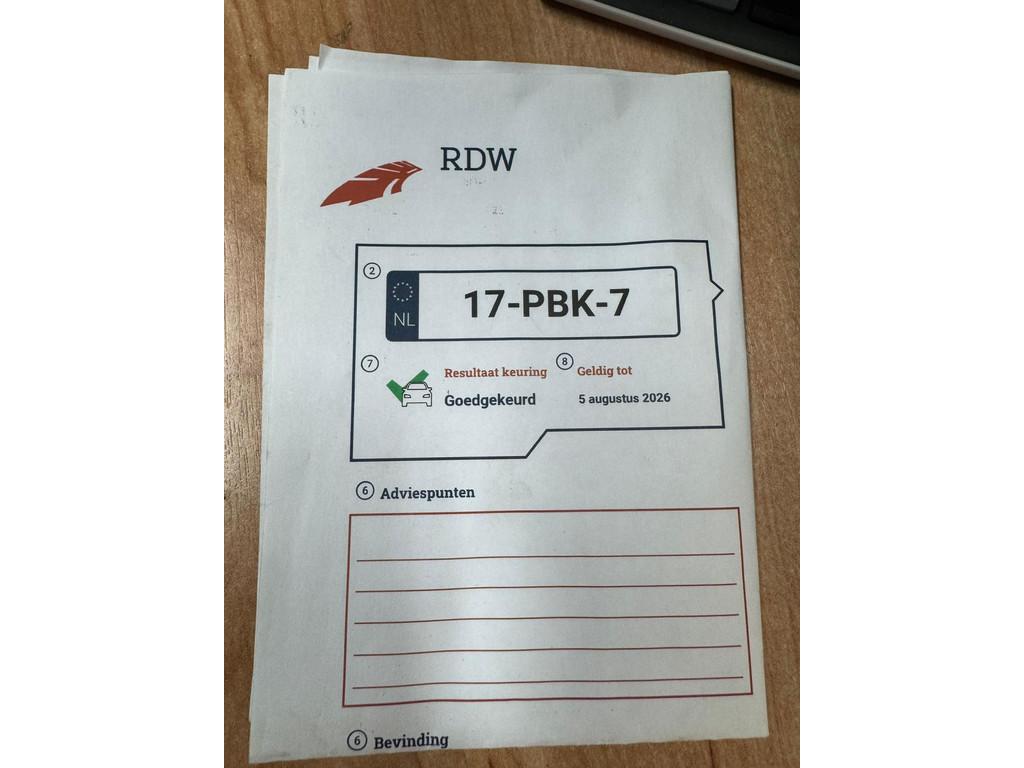 RDW
2
NL
17-PBK-7
7
Resultaat keuring
8
Geldig tot
Goedgekeurd
5 augustus 2026
6 Adviespunten
6 Bevinding